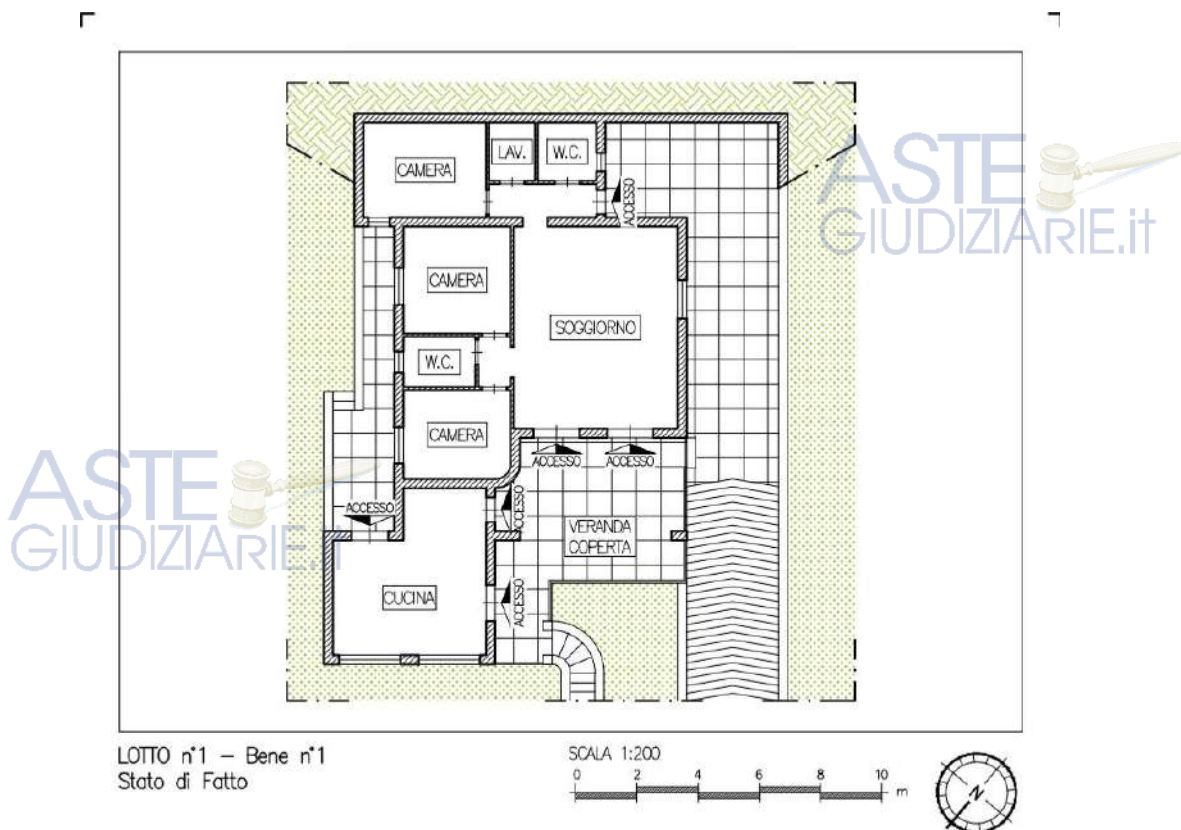 CAMERA
LAV.
W.C.
ACCESSO
ASTE
GIUDIZIARIE.it
CAMERA
SOGGIORNO
W.C.
CAMERA
ACCESSO
ACCESSO
ASTE
GIUDIZIARIE.it
ACCESSO
ACCESSO
VERANDA
COPERTA
CUCINA
ACCESSO
LOTTO n°1 – Bene n°1
Stato di Fatto
SCALA 1:200
0 2 4 6 8 10 m
N